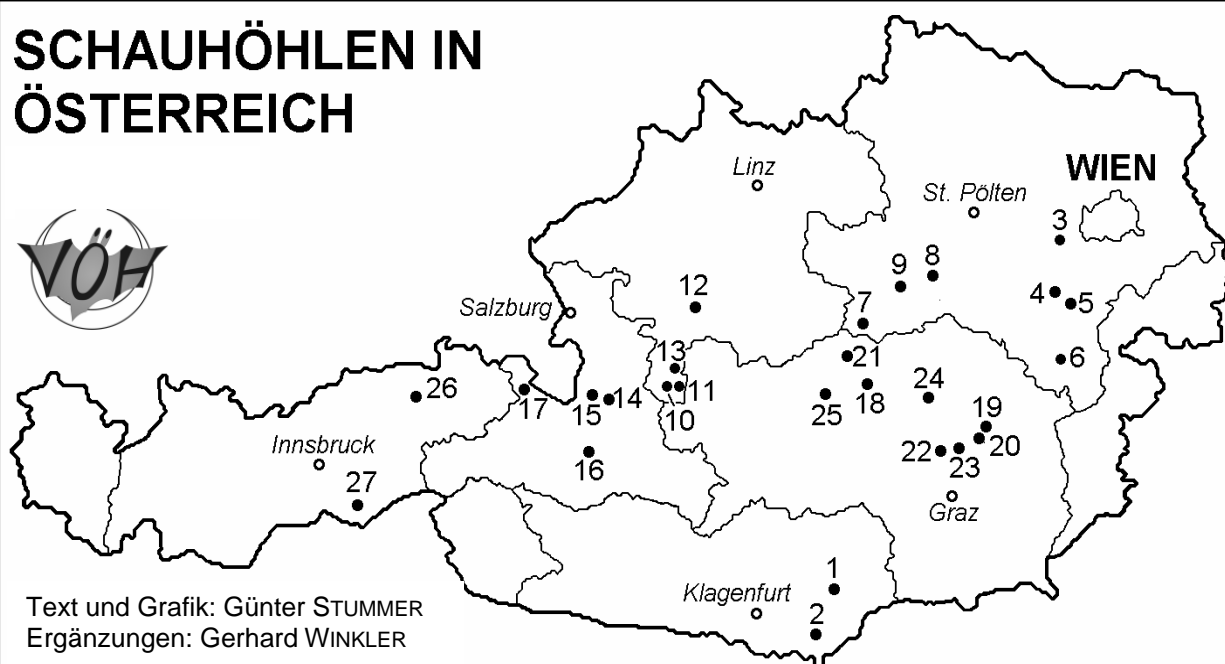 SCHAUHÖHLEN IN
ÖSTERREICH
VÖH
Linz
WIEN
St. Pölten
3
9
8
12
4
5
Salzburg
7
13
21
6
26
17
15
14
11
10
25
18
24
19
Innsbruck
16
22
23
20
27
Graz
1
Klagenfurt
2
Text und Grafik: Günter STUMMER
Ergänzungen: Gerhard WINKLER